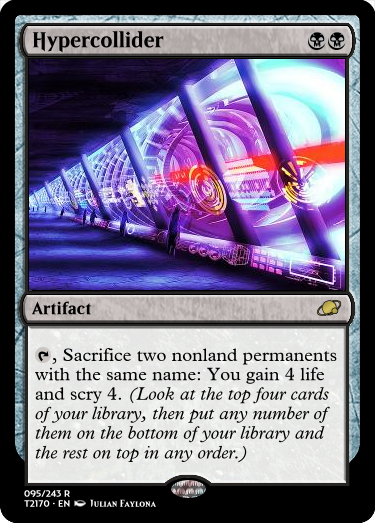 Hypercollider
Artifact
, Sacrifice two nonland permanents
with the same name: You gain 4 life
and scry 4. (Look at the top four cards
of your library, then put any number of
them on the bottom of your library and
the rest on top in any order.)
095/243 R
T2170 • EN Julian Faylona